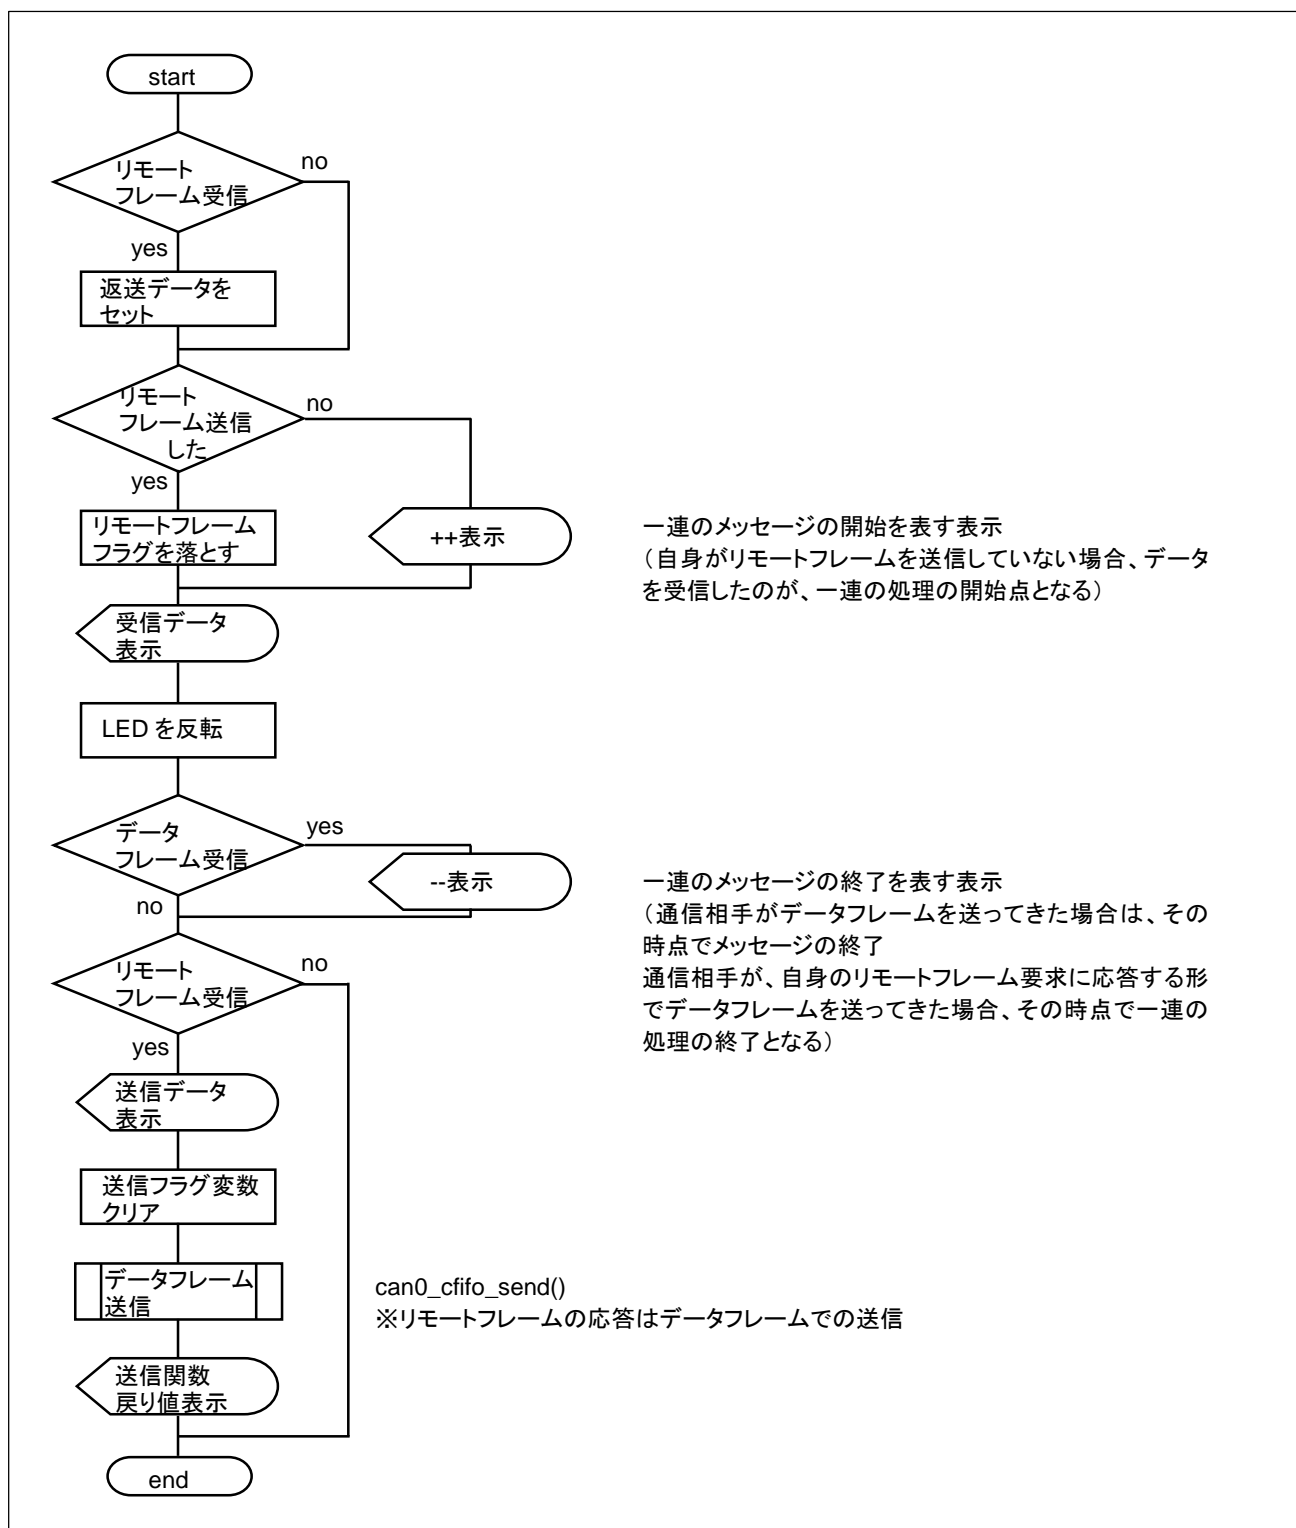 start
リモート
フレーム受信
no
yes
返送データを
セット
リモート
フレーム送信
した
no
yes
リモートフレーム
フラグを落とす
++表示
一連のメッセージの開始を表す表示
（自身がリモートフレームを送信していない場合、データ
を受信したのが、一連の処理の開始点となる）
受信データ
表示
LED を反転
データ
フレーム受信
yes
--表示
no
一連のメッセージの終了を表す表示
（通信相手がデータフレームを送ってきた場合は、その
時点でメッセージの終了
通信相手が、自身のリモートフレーム要求に応答する形
でデータフレームを送ってきた場合、その時点で一連の
処理の終了となる）
リモート
フレーム受信
no
yes
送信データ
表示
送信フラグ変数
クリア
データフレーム
送信
can0_cfifo_send()
※リモートフレームの応答はデータフレームでの送信
送信関数
戻り値表示
end